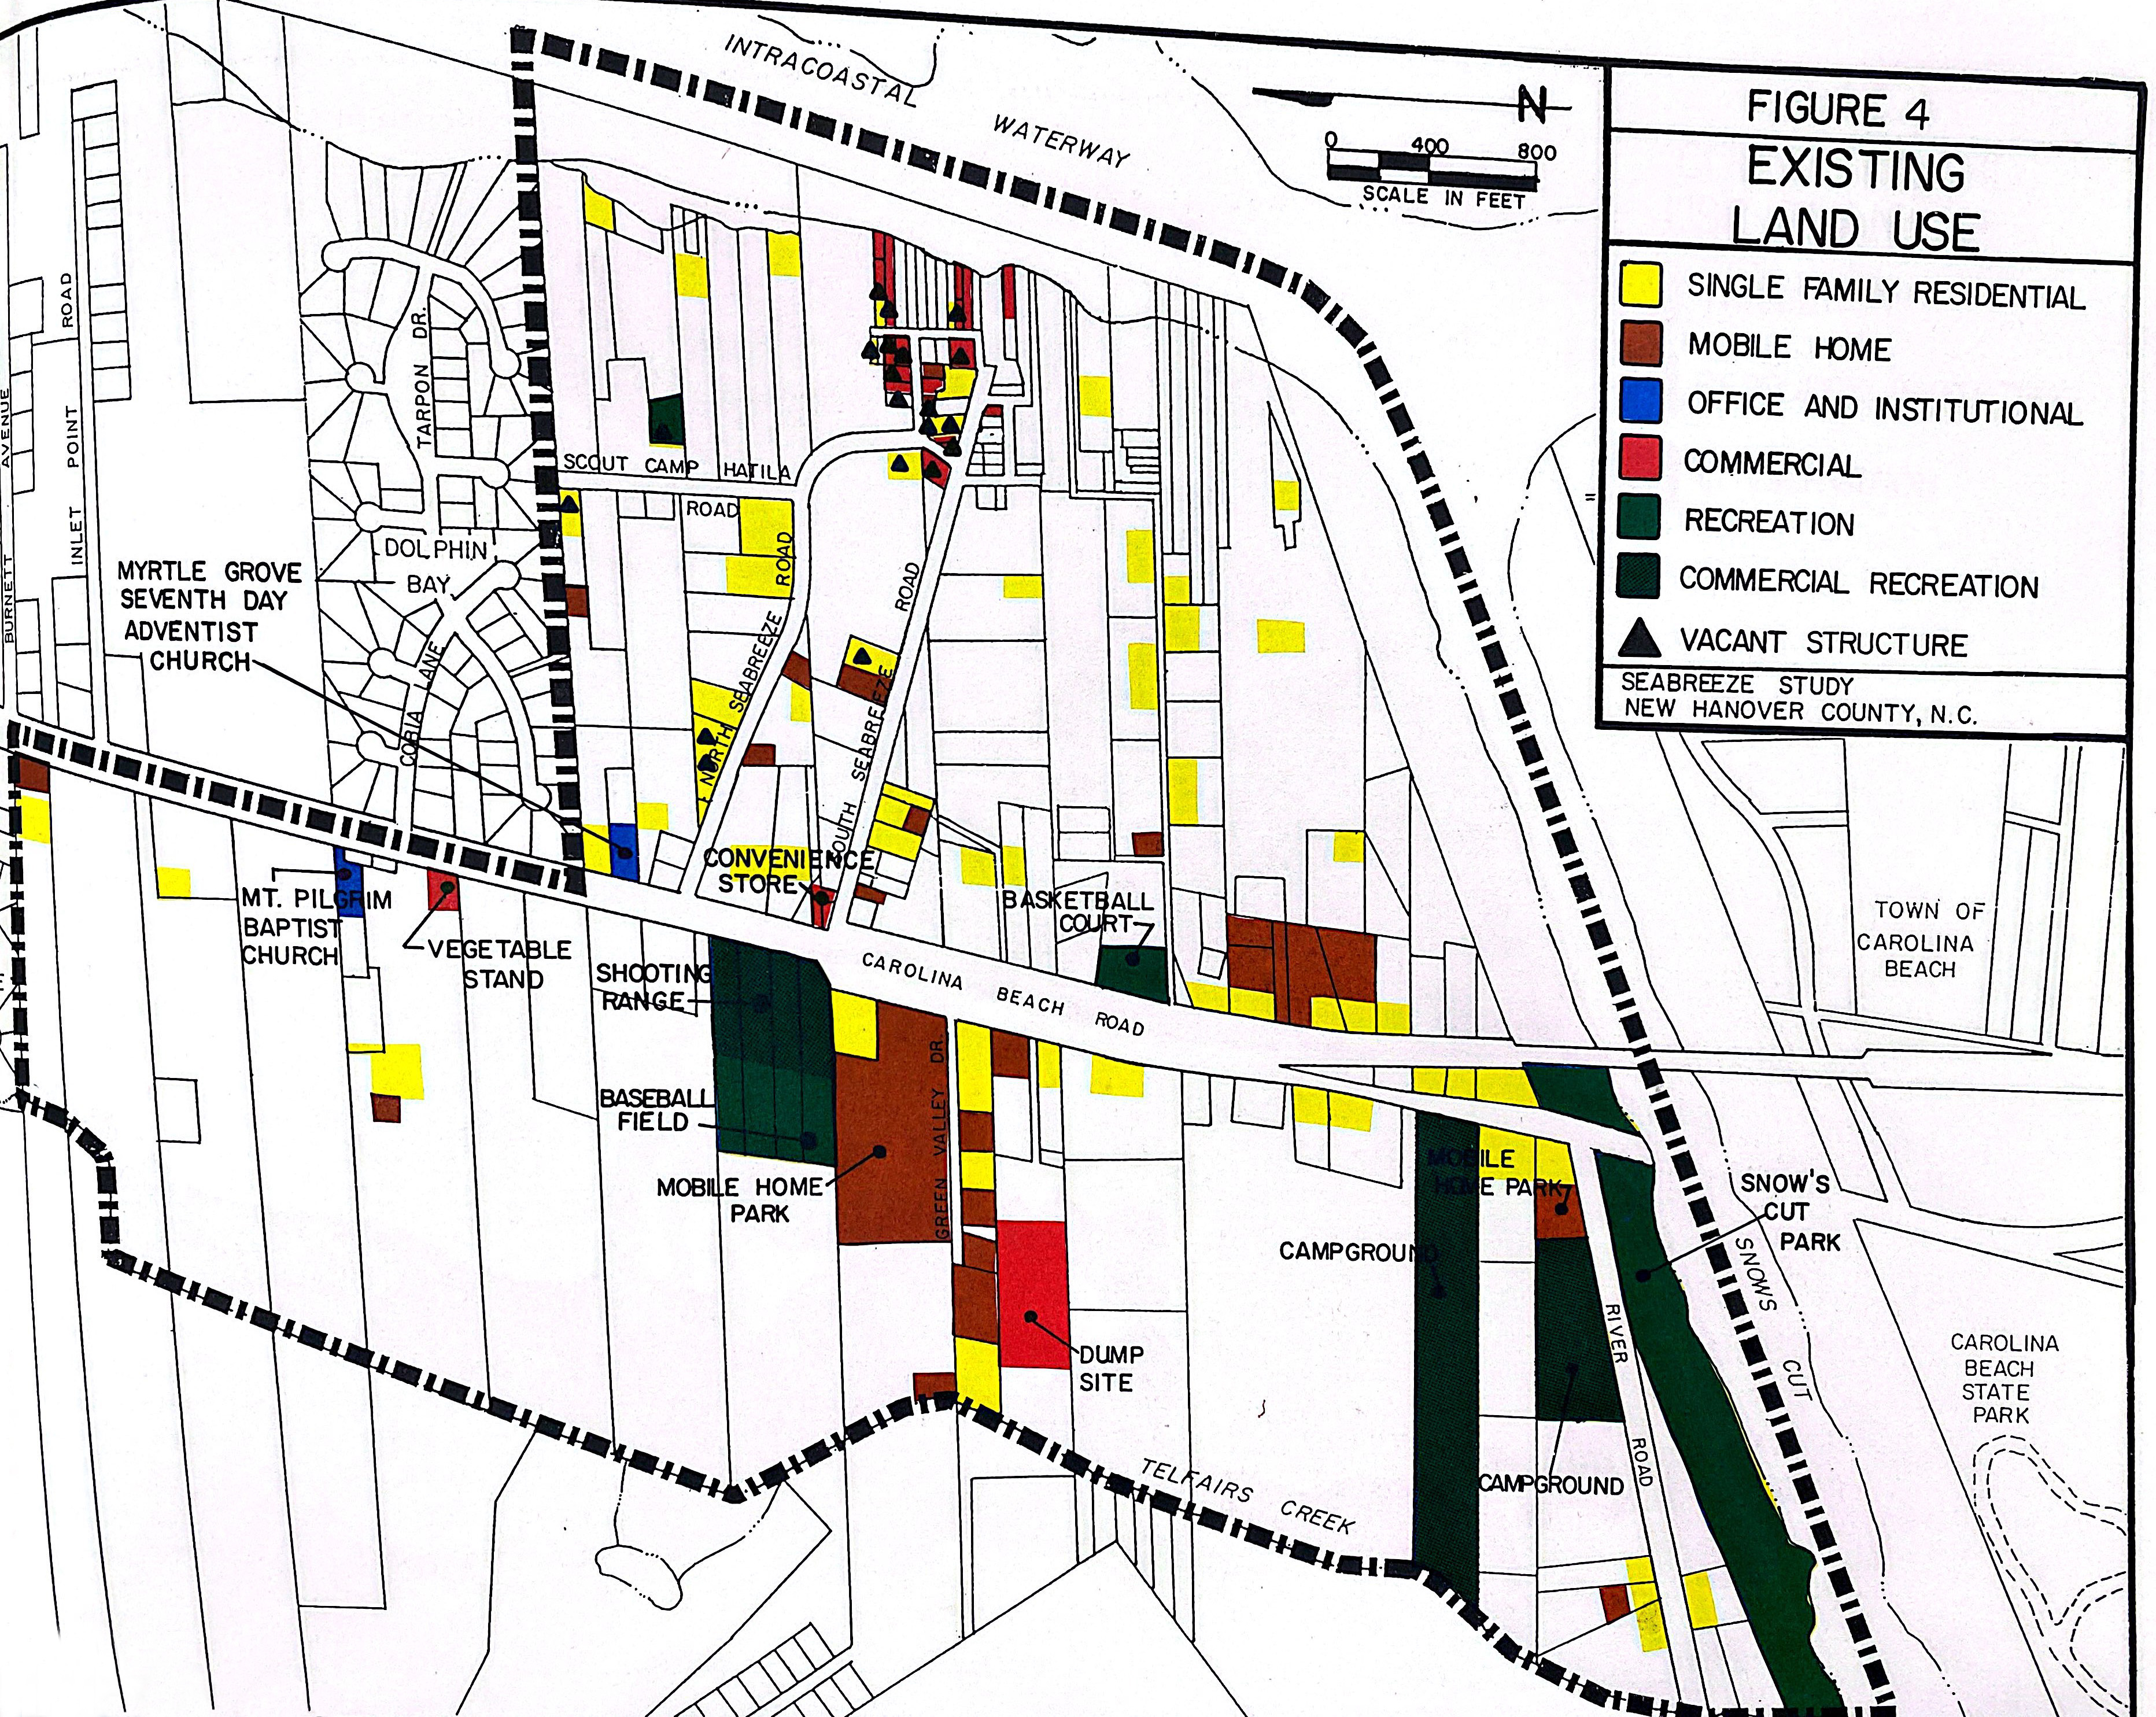 INTRACOASTAL
WATERWAY
N
0 400 800
SCALE IN FEET
FIGURE 4
EXISTING
LAND USE
SINGLE FAMILY RESIDENTIAL
MOBILE HOME
OFFICE AND INSTITUTIONAL
COMMERCIAL
RECREATION
COMMERCIAL RECREATION
VACANT STRUCTURE
SEABREEZE STUDY
NEW HANOVER COUNTY, N.C.
BURNETT AVENUE
INLET POINT ROAD
TARPON DR.
DOLPHIN
BAY
COBIA LANE
SCOUT CAMP HATILA
ROAD
NORTH SEABREEZE ROAD
SOUTH SEABREEZE ROAD
MYRTLE GROVE
SEVENTH DAY
ADVENTIST
CHURCH
MT. PILGRIM
BAPTIST
CHURCH
VEGETABLE
STAND
CONVENIENCE
STORE
BASKETBALL
COURT
CAROLINA BEACH ROAD
SHOOTING
RANGE
BASEBALL
FIELD
MOBILE HOME
PARK
GREEN VALLEY DR.
DUMP
SITE
CAMPGROUND
MOBILE
HOME PARK
CAMPGROUND
RIVER ROAD
SNOW'S
CUT
PARK
SNOWS CUT
TELFAIRS CREEK
TOWN OF
CAROLINA
BEACH
CAROLINA
BEACH
STATE
PARK